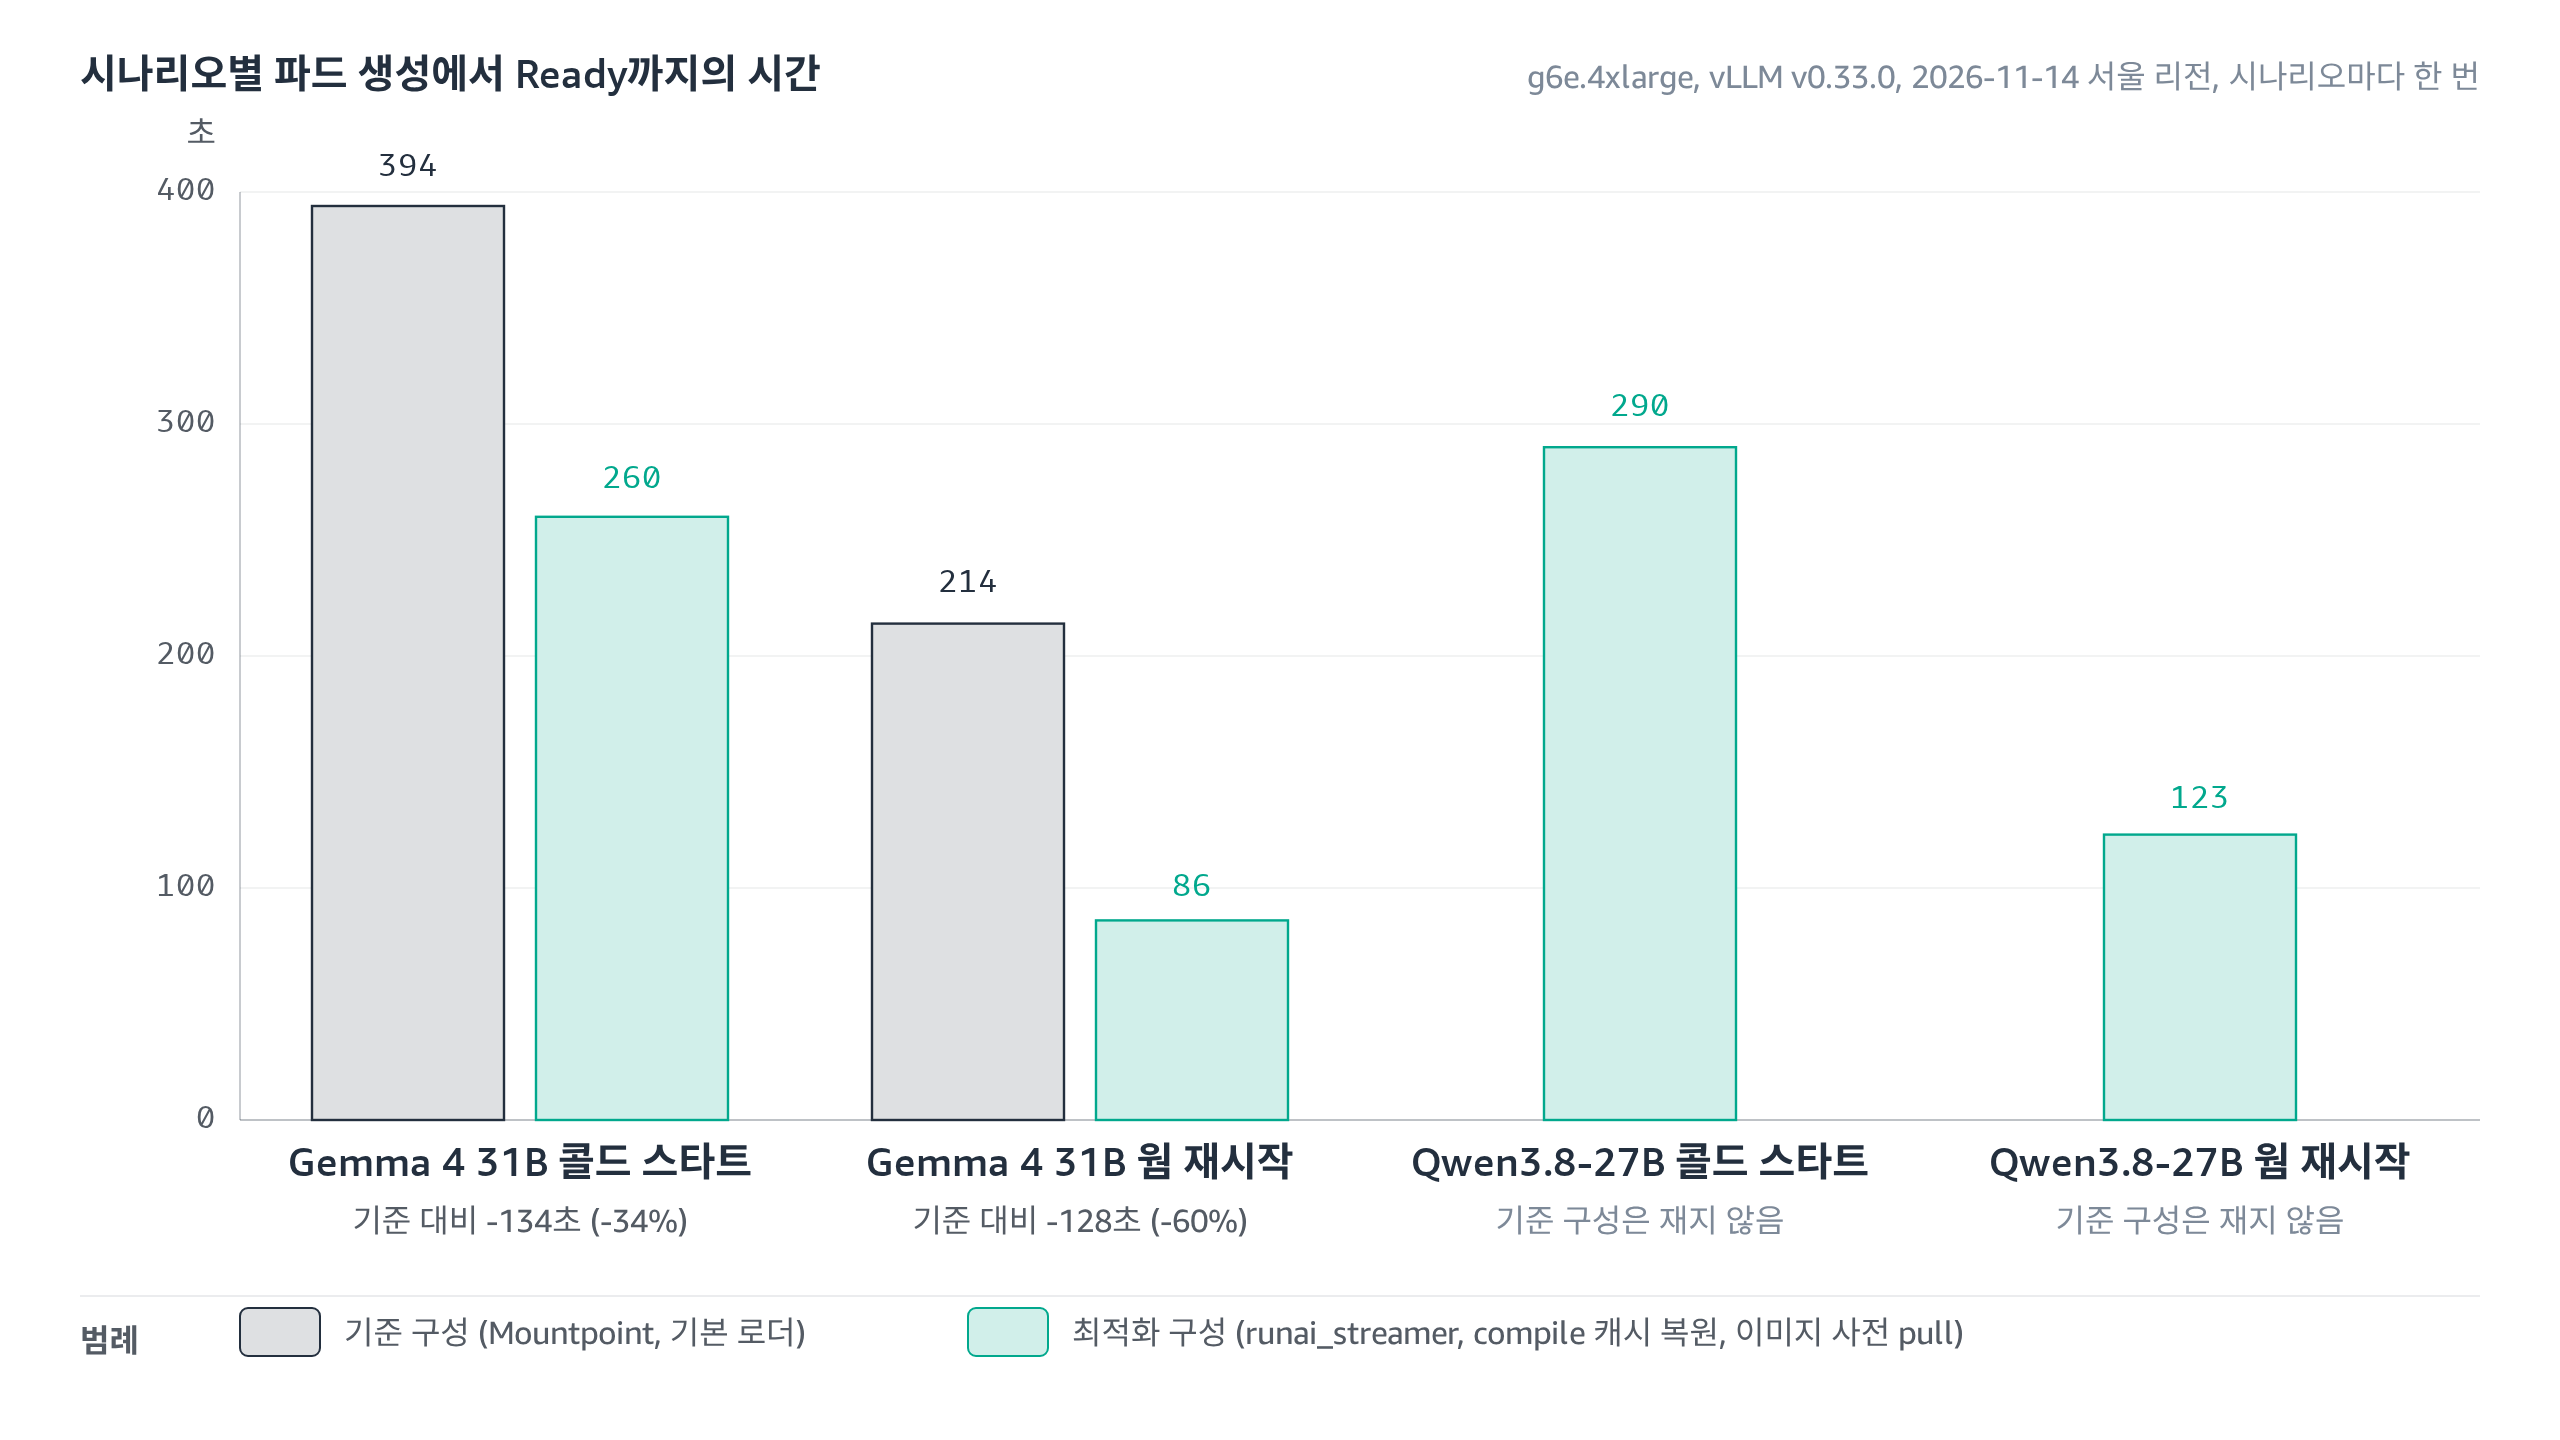 시나리오별 파드 생성에서 Ready까지의 시간
g6e.4xlarge, vLLM v0.33.0, 2026-11-14 서울 리전, 시나리오마다 한 번
초
400
300
200
100
0
394
260
214
86
290
123
Gemma 4 31B 콜드 스타트
기준 대비 -134초 (-34%)
Gemma 4 31B 웜 재시작
기준 대비 -128초 (-60%)
Qwen3.8-27B 콜드 스타트
기준 구성은 재지 않음
Qwen3.8-27B 웜 재시작
기준 구성은 재지 않음
범례
기준 구성 (Mountpoint, 기본 로더)
최적화 구성 (runai_streamer, compile 캐시 복원, 이미지 사전 pull)